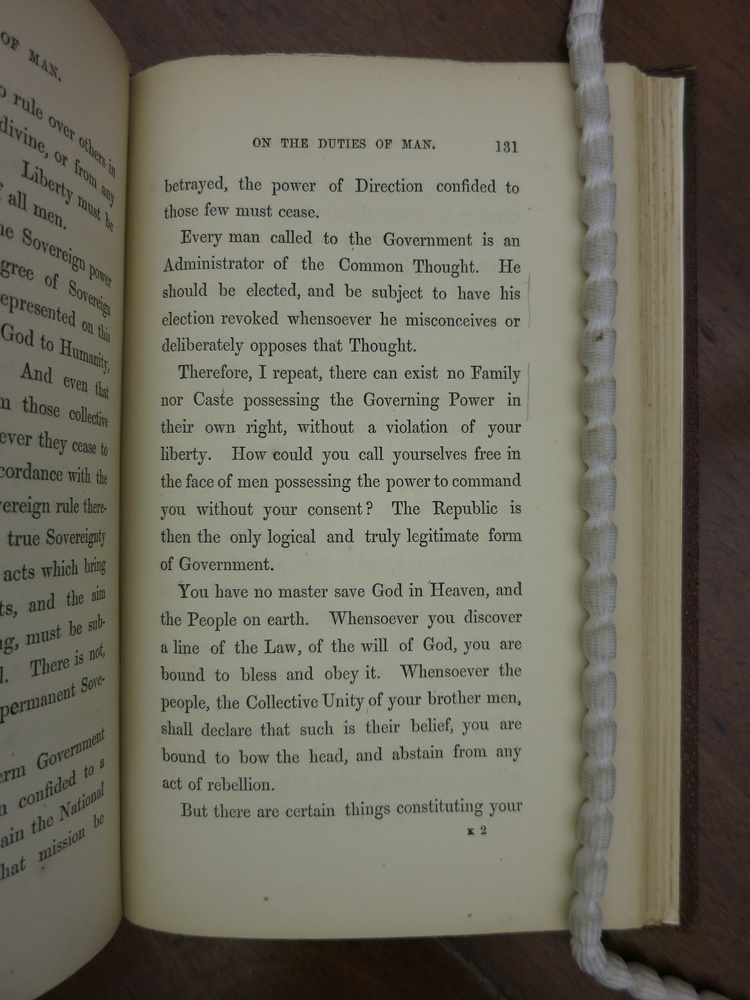 OF MAN.
rule over others in
divine, or from any
Liberty must be
all men.
Sovereign power
of Sovereign
on this
God to Humanity,
And even that
those collective
ever they cease to
with the
rule there-
true Sovereignty
acts which bring
and the aim
must be sub-
There is not,
permanent Sove-
Government
confided to a
the National
mission be
ON THE DUTIES OF MAN. 131
betrayed, the power of Direction confided to
those few must cease.
Every man called to the Government is an
Administrator of the Common Thought. He
should be elected, and be subject to have his
election revoked whensoever he misconceives or
deliberately opposes that Thought.
Therefore, I repeat, there can exist no Family
nor Caste possessing the Governing Power in
their own right, without a violation of your
liberty. How could you call yourselves free in
the face of men possessing the power to command
you without your consent? The Republic is
then the only logical and truly legitimate form
of Government.
You have no master save God in Heaven, and
the People on earth. Whensoever you discover
a line of the Law, of the will of God, you are
bound to bless and obey it. Whensoever the
people, the Collective Unity of your brother men,
shall declare that such is their belief, you are
bound to bow the head, and abstain from any
act of rebellion.
But there are certain things constituting your
K 2